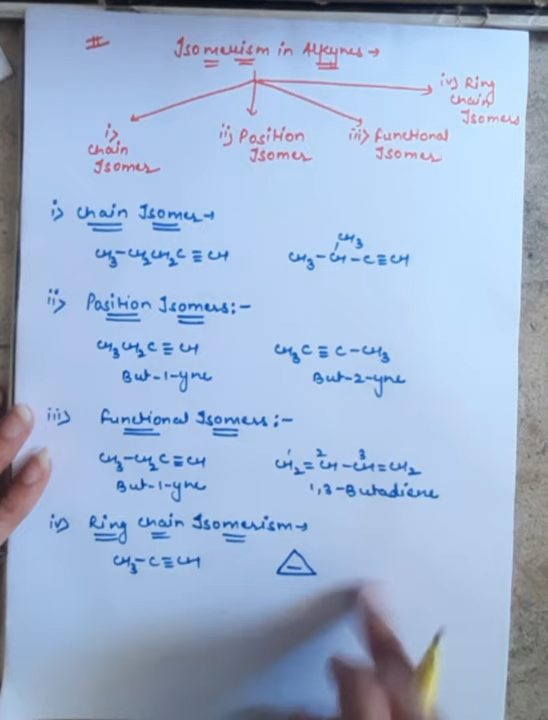 # Isomerism in Alkynes →
i) chain Isomer
ii) Position Isomer
iii) Functional Isomer
iv) Ring chain Isomers
i) Chain Isomer →
CH₃-CH₂CH₂C≡CH
CH₃
CH₃-CH-C≡CH
ii) Position Isomers:-
CH₃CH₂C≡CH CH₃C≡C-CH₃
But-1-yne But-2-yne
iii) Functional Isomers:-
CH₃-CH₂C≡CH
1 2 3
CH₂=CH-CH=CH₂
But-1-yne 1,3-Butadiene
iv) Ring chain Isomerism →
CH₃-C≡CH